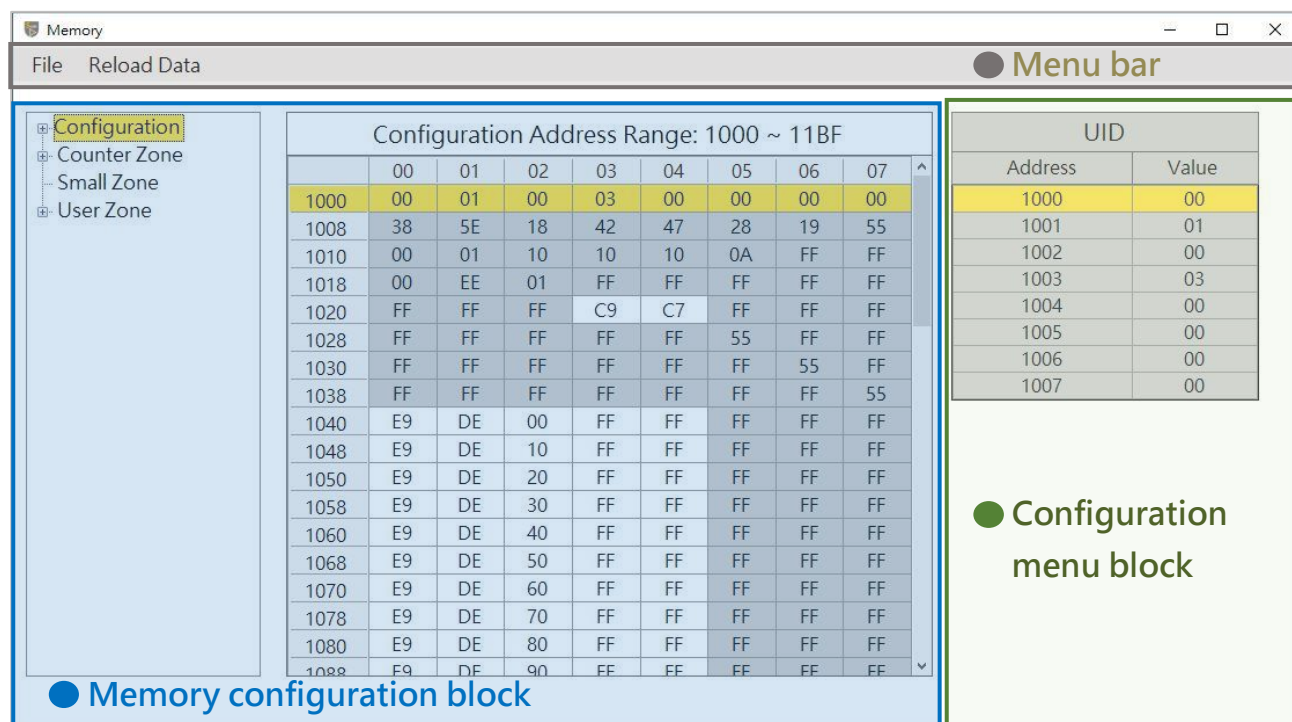 Memory
File Reload Data
Menu bar
Configuration
Counter Zone
Small Zone
User Zone
Configuration Address Range: 1000 ~ 11BF
00 01 02 03 04 05 06 07
1000 00 01 00 03 00 00 00 00
1008 38 5E 18 42 47 28 19 55
1010 00 01 10 10 10 0A FF FF
1018 00 EE 01 FF FF FF FF FF
1020 FF FF FF C9 C7 FF FF FF
1028 FF FF FF FF FF 55 FF FF
1030 FF FF FF FF FF FF 55 FF
1038 FF FF FF FF FF FF FF 55
1040 E9 DE 00 FF FF FF FF FF
1048 E9 DE 10 FF FF FF FF FF
1050 E9 DE 20 FF FF FF FF FF
1058 E9 DE 30 FF FF FF FF FF
1060 E9 DE 40 FF FF FF FF FF
1068 E9 DE 50 FF FF FF FF FF
1070 E9 DE 60 FF FF FF FF FF
1078 E9 DE 70 FF FF FF FF FF
1080 E9 DE 80 FF FF FF FF FF
1088 E9 DE 90 FF FF FF FF FF
Memory configuration block
UID
Address Value
1000 00
1001 01
1002 00
1003 03
1004 00
1005 00
1006 00
1007 00
Configuration
menu block